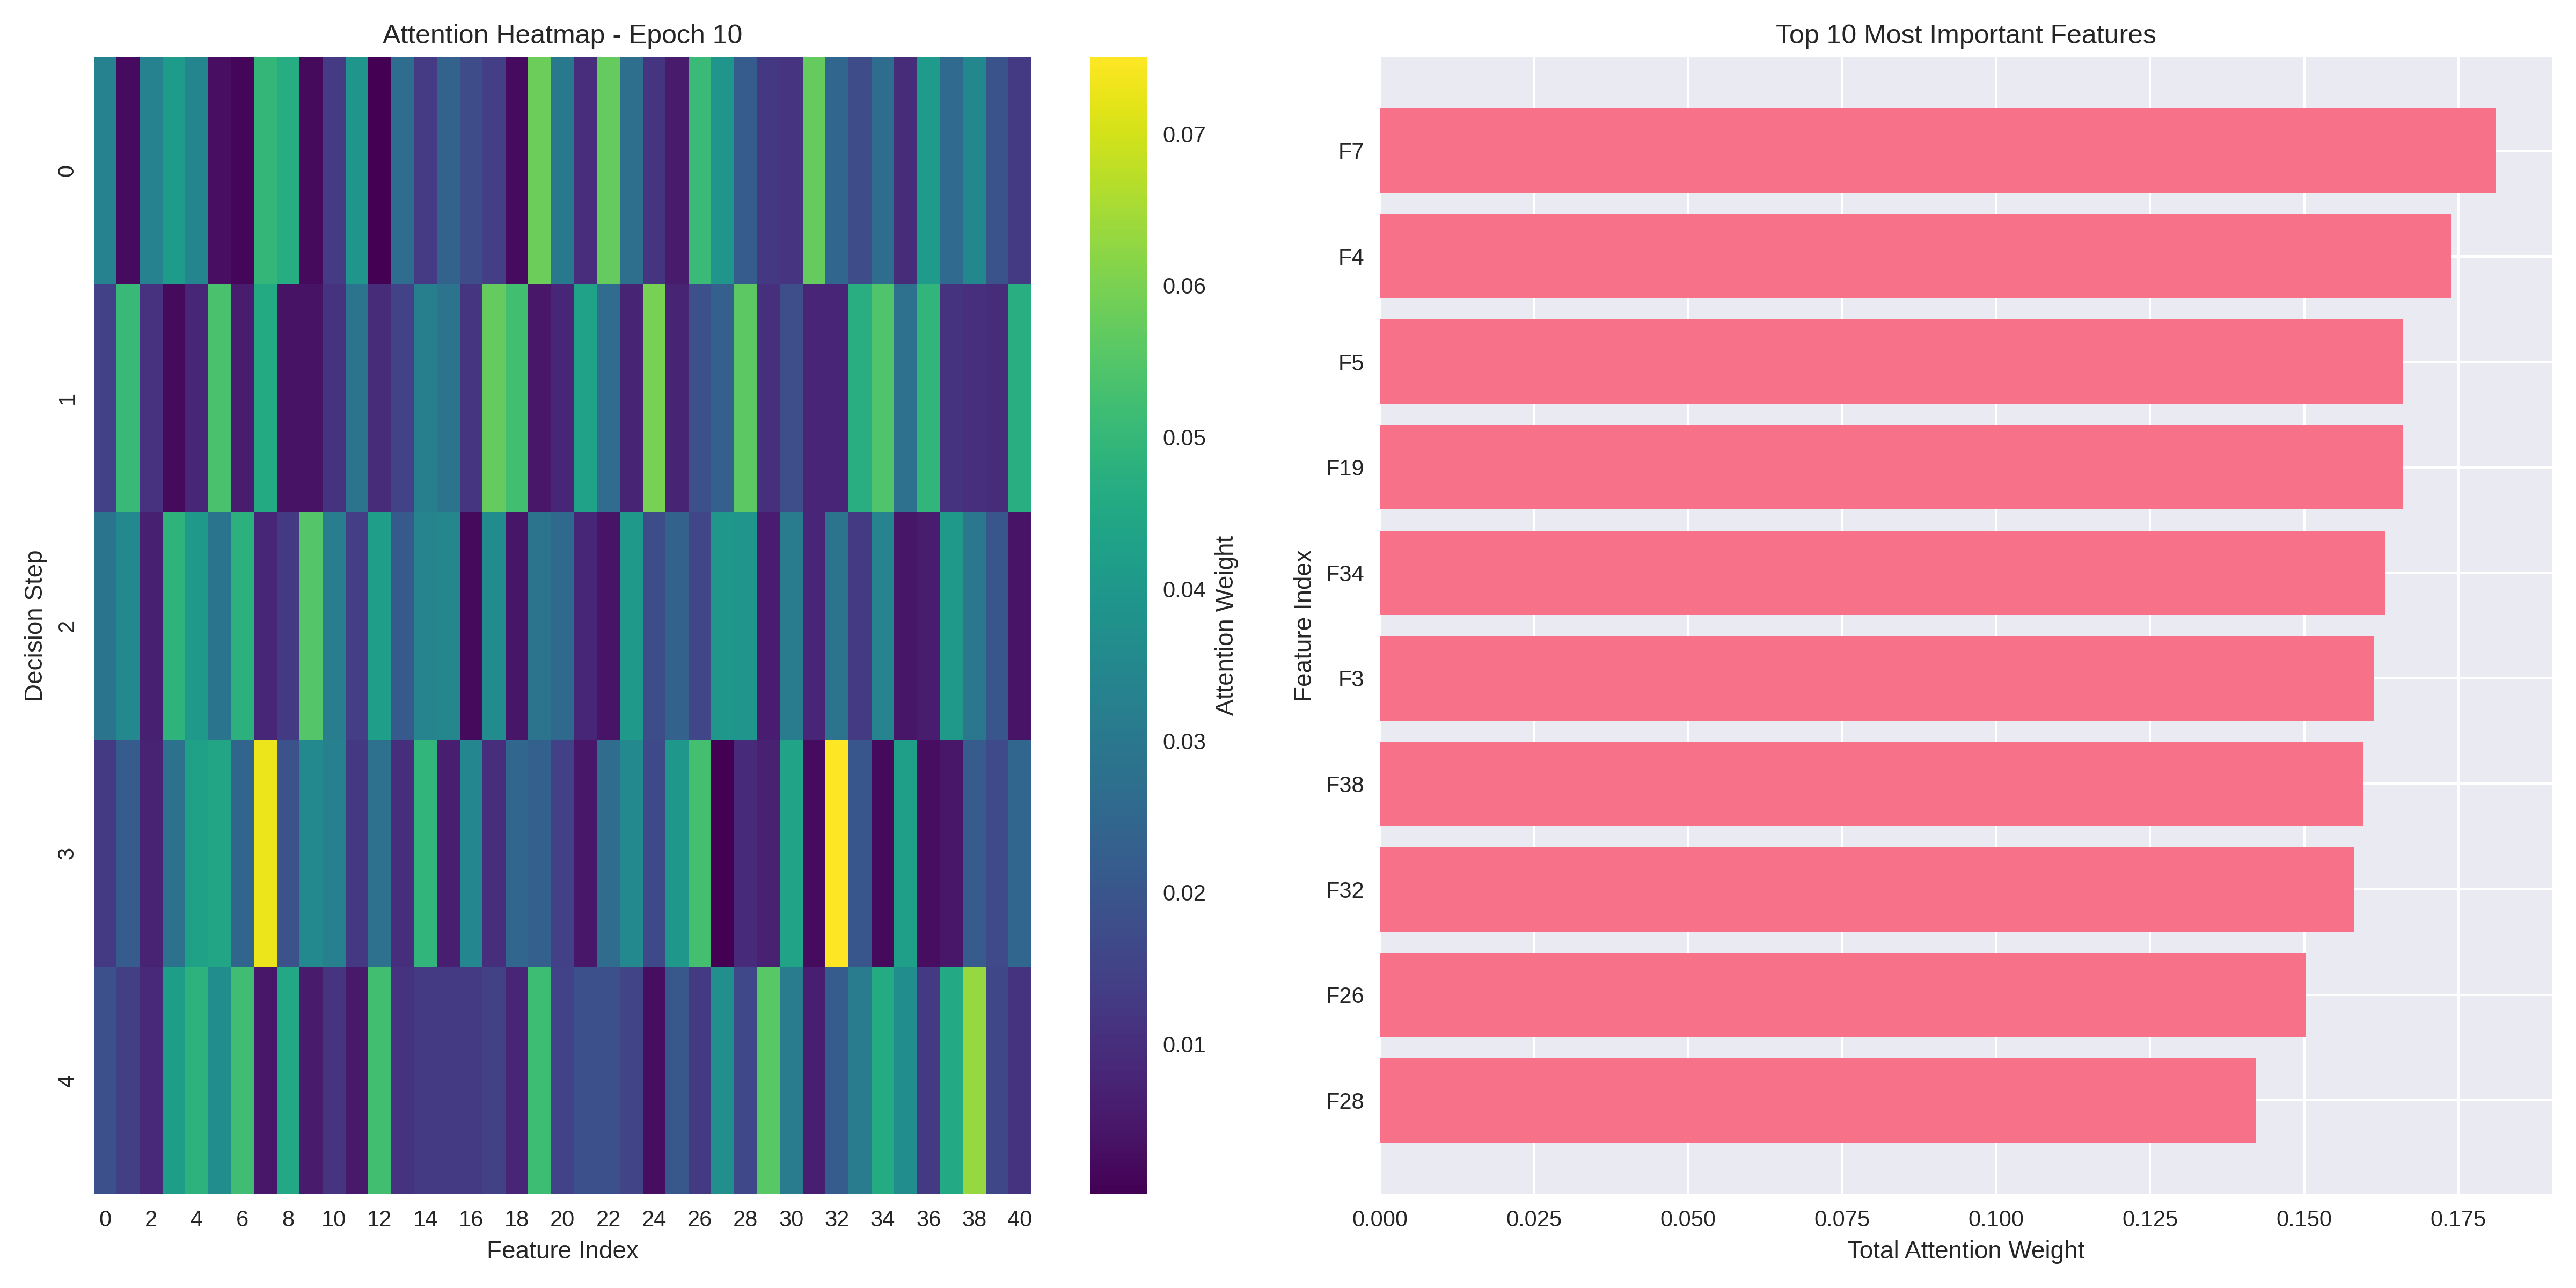 Attention Heatmap - Epoch 10
Decision Step
0
1
2
3
4
0 2 4 6 8 10 12 14 16 18 20 22 24 26 28 30 32 34 36 38 40
Feature Index
0.07
0.06
0.05
0.04
0.03
0.02
0.01
Attention Weight
Top 10 Most Important Features
Feature Index
F7
F4
F5
F19
F34
F3
F38
F32
F26
F28
0.000 0.025 0.050 0.075 0.100 0.125 0.150 0.175
Total Attention Weight